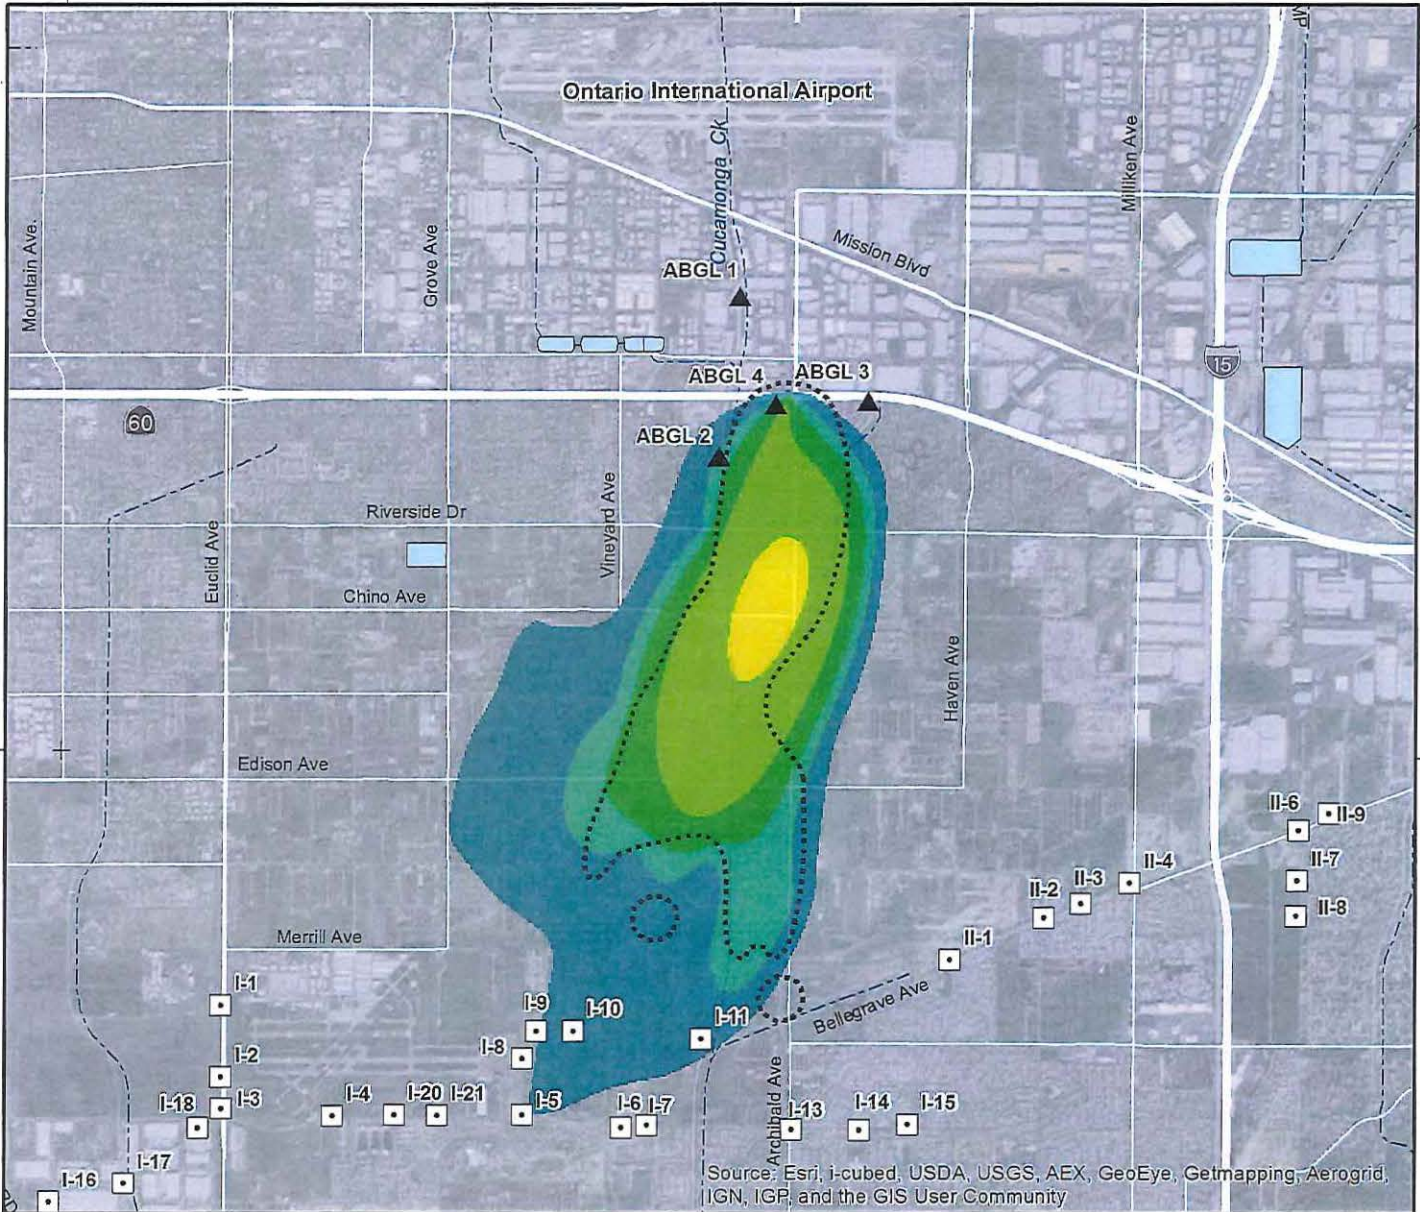 MP
Ontario International Airport
Cucamonga Ck
Milliken Ave
Mountain Ave.
Grove Ave
Mission Blvd
ABGL 1
15
ABGL 4
ABGL 3
60
ABGL 2
Riverside Dr
Euclid Ave
Vineyard Ave
Chino Ave
Haven Ave
Edison Ave
II-6
II-9
II-7
II-4
II-3
II-2
II-8
Merrill Ave
II-1
I-1
I-9
I-10
I-11
Bellegrave Ave
I-8
I-2
I-3
I-18
I-4
I-20
I-21
I-5
I-6
I-7
Archibald Ave
I-13
I-14
I-15
I-17
I-16
Source: Esri, i-cubed, USDA, USGS, AEX, GeoEye, Getmapping, Aerogrid,
IGN, IGP, and the GIS User Community